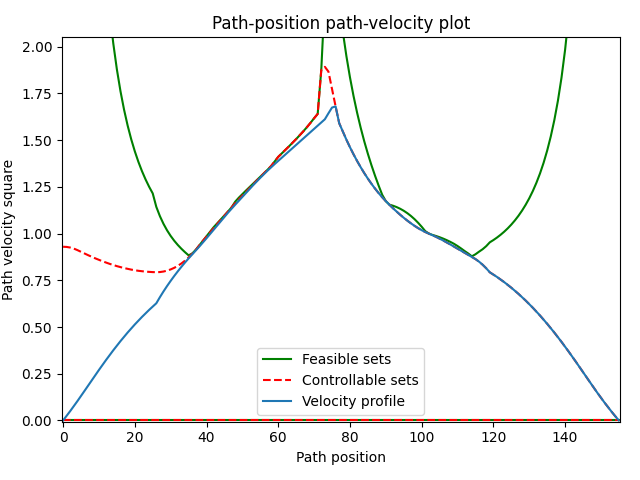 Path-position path-velocity plot
Path velocity square
2.00
1.75
1.50
1.25
1.00
0.75
0.50
0.25
0.00
Feasible sets
Controllable sets
Velocity profile
0 20 40 60 80 100 120 140
Path position